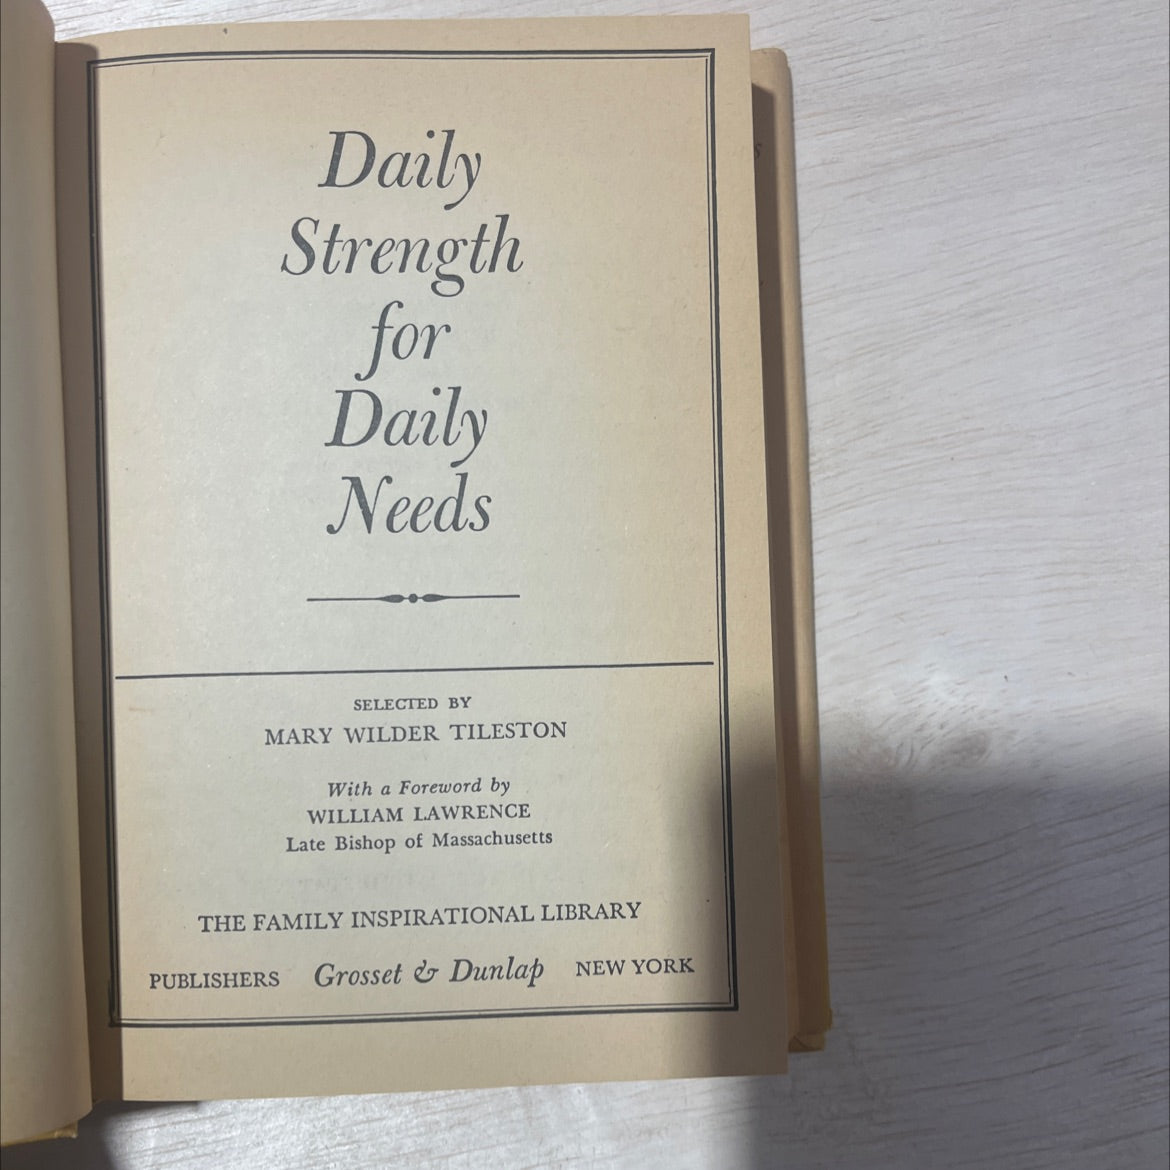 Daily
Strength
for
Daily
Needs
SELECTED BY
MARY WILDER TILESTON
With a Foreword by
WILLIAM LAWRENCE
Late Bishop of Massachusetts
THE FAMILY INSPIRATIONAL LIBRARY
PUBLISHERS Grosset & Dunlap NEW YORK